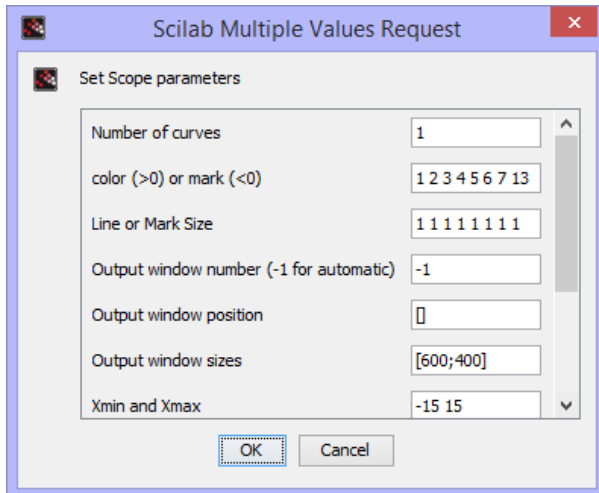 Scilab Multiple Values Request
Set Scope parameters
Number of curves 1
color (>0) or mark (<0) 1 2 3 4 5 6 7 13
Line or Mark Size 1 1 1 1 1 1 1 1
Output window number (-1 for automatic) -1
Output window position []
Output window sizes [600;400]
Xmin and Xmax -15 15
OK Cancel